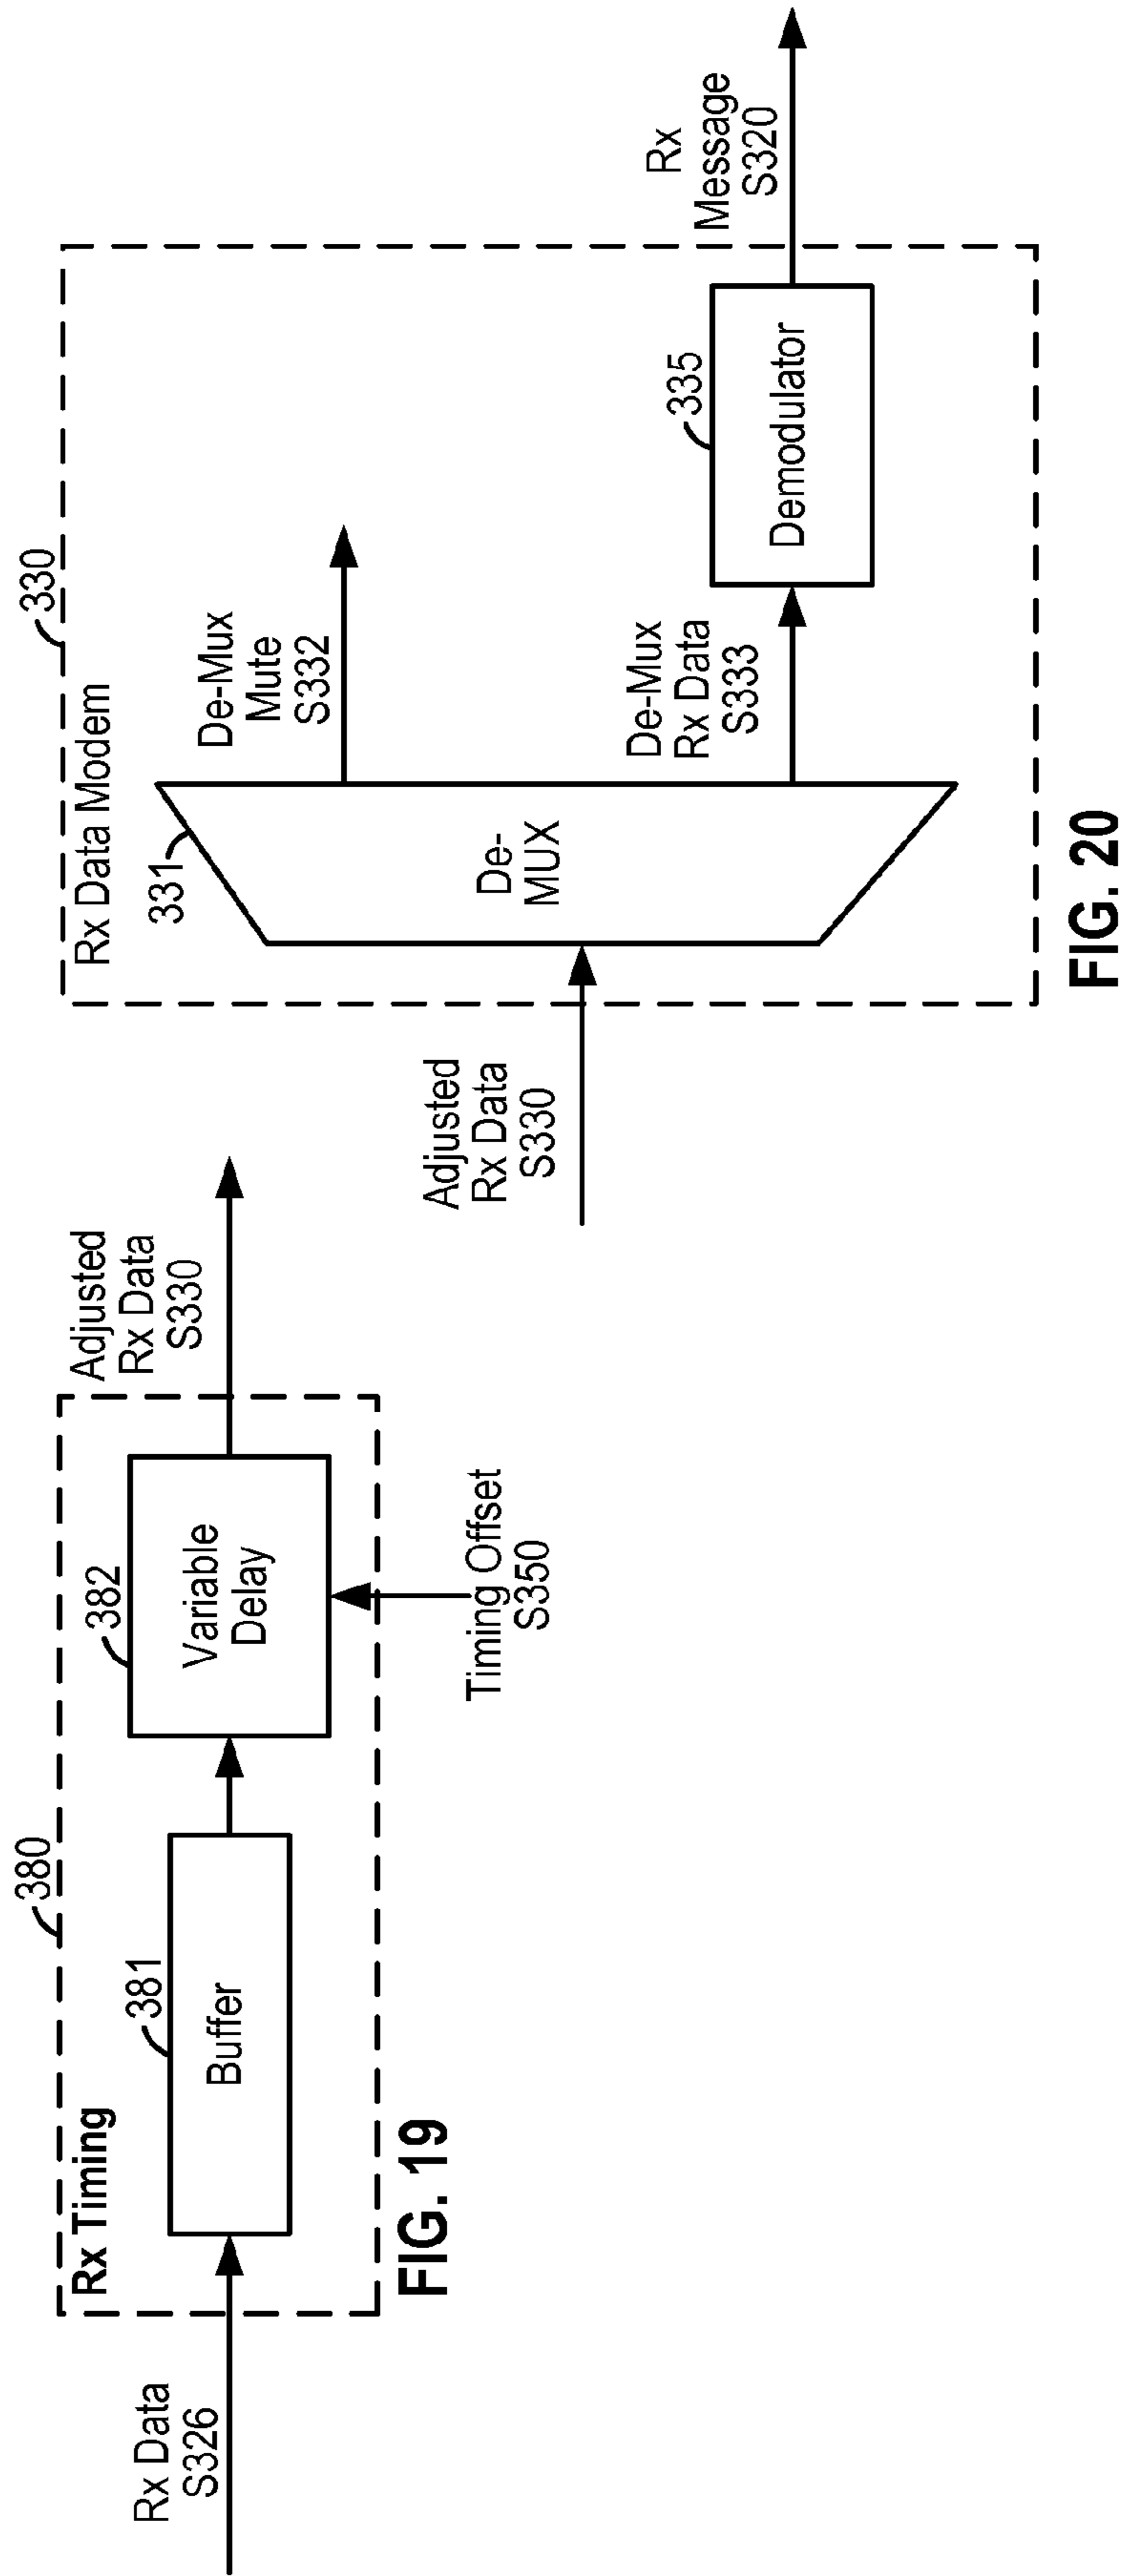 380
Rx Timing
Rx Data
S326
381
Buffer
382
Variable
Delay
Timing Offset
S350
Adjusted
Rx Data
S330
FIG. 19
330
Rx Data Modem
Adjusted
Rx Data
S330
331
De-
MUX
De-Mux
Mute
S332
De-Mux
Rx Data
S333
335
Demodulator
Rx
Message
S320
FIG. 20